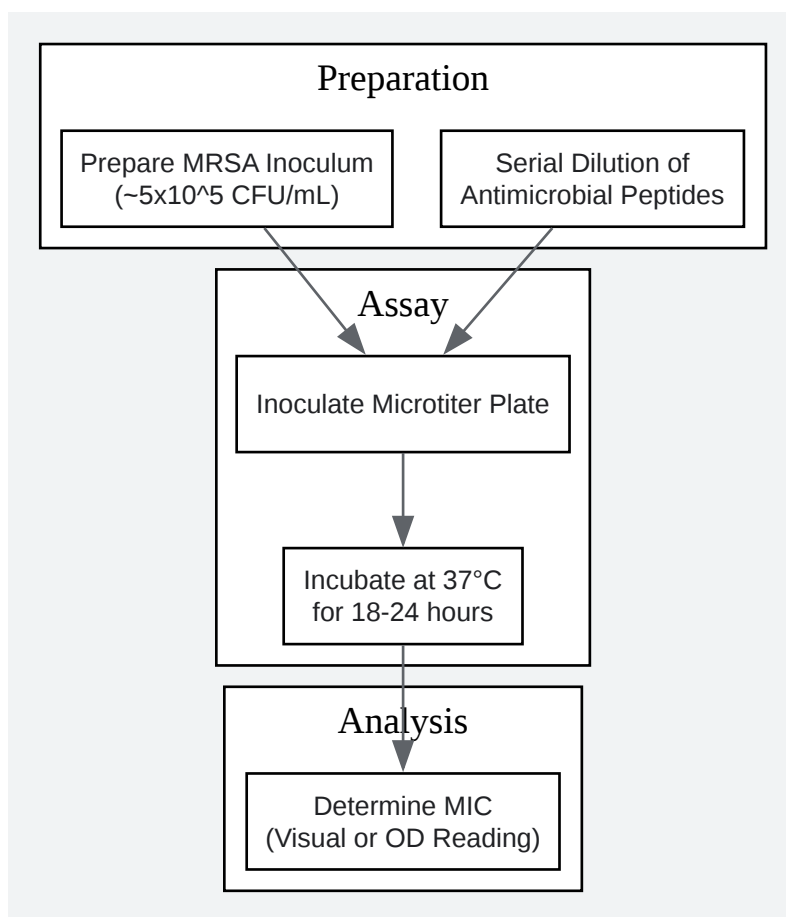 Preparation
Prepare MRSA Inoculum
(~5x10^5 CFU/mL)
Serial Dilution of
Antimicrobial Peptides
Assay
Inoculate Microtiter Plate
Incubate at 37°C
for 18-24 hours
Analysis
Determine MIC
(Visual or OD Reading)